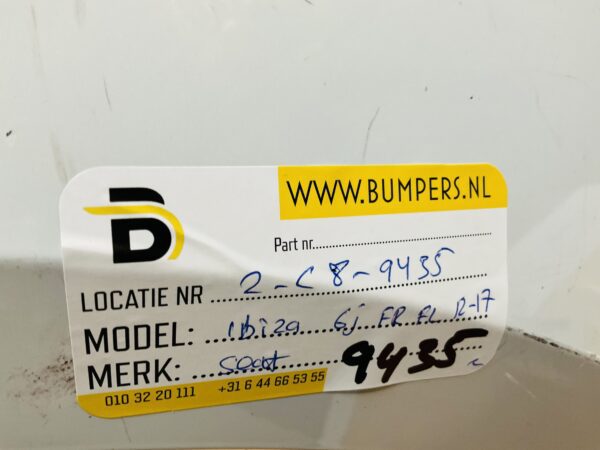 WWW.BUMPERS.NL
B
Part nr.
LOCATIE NR 2-C8-9435
MODEL: ibiza 6j FR FL 12-17
MERK: seat 9435
010 32 20 111 +31 6 44 66 53 55